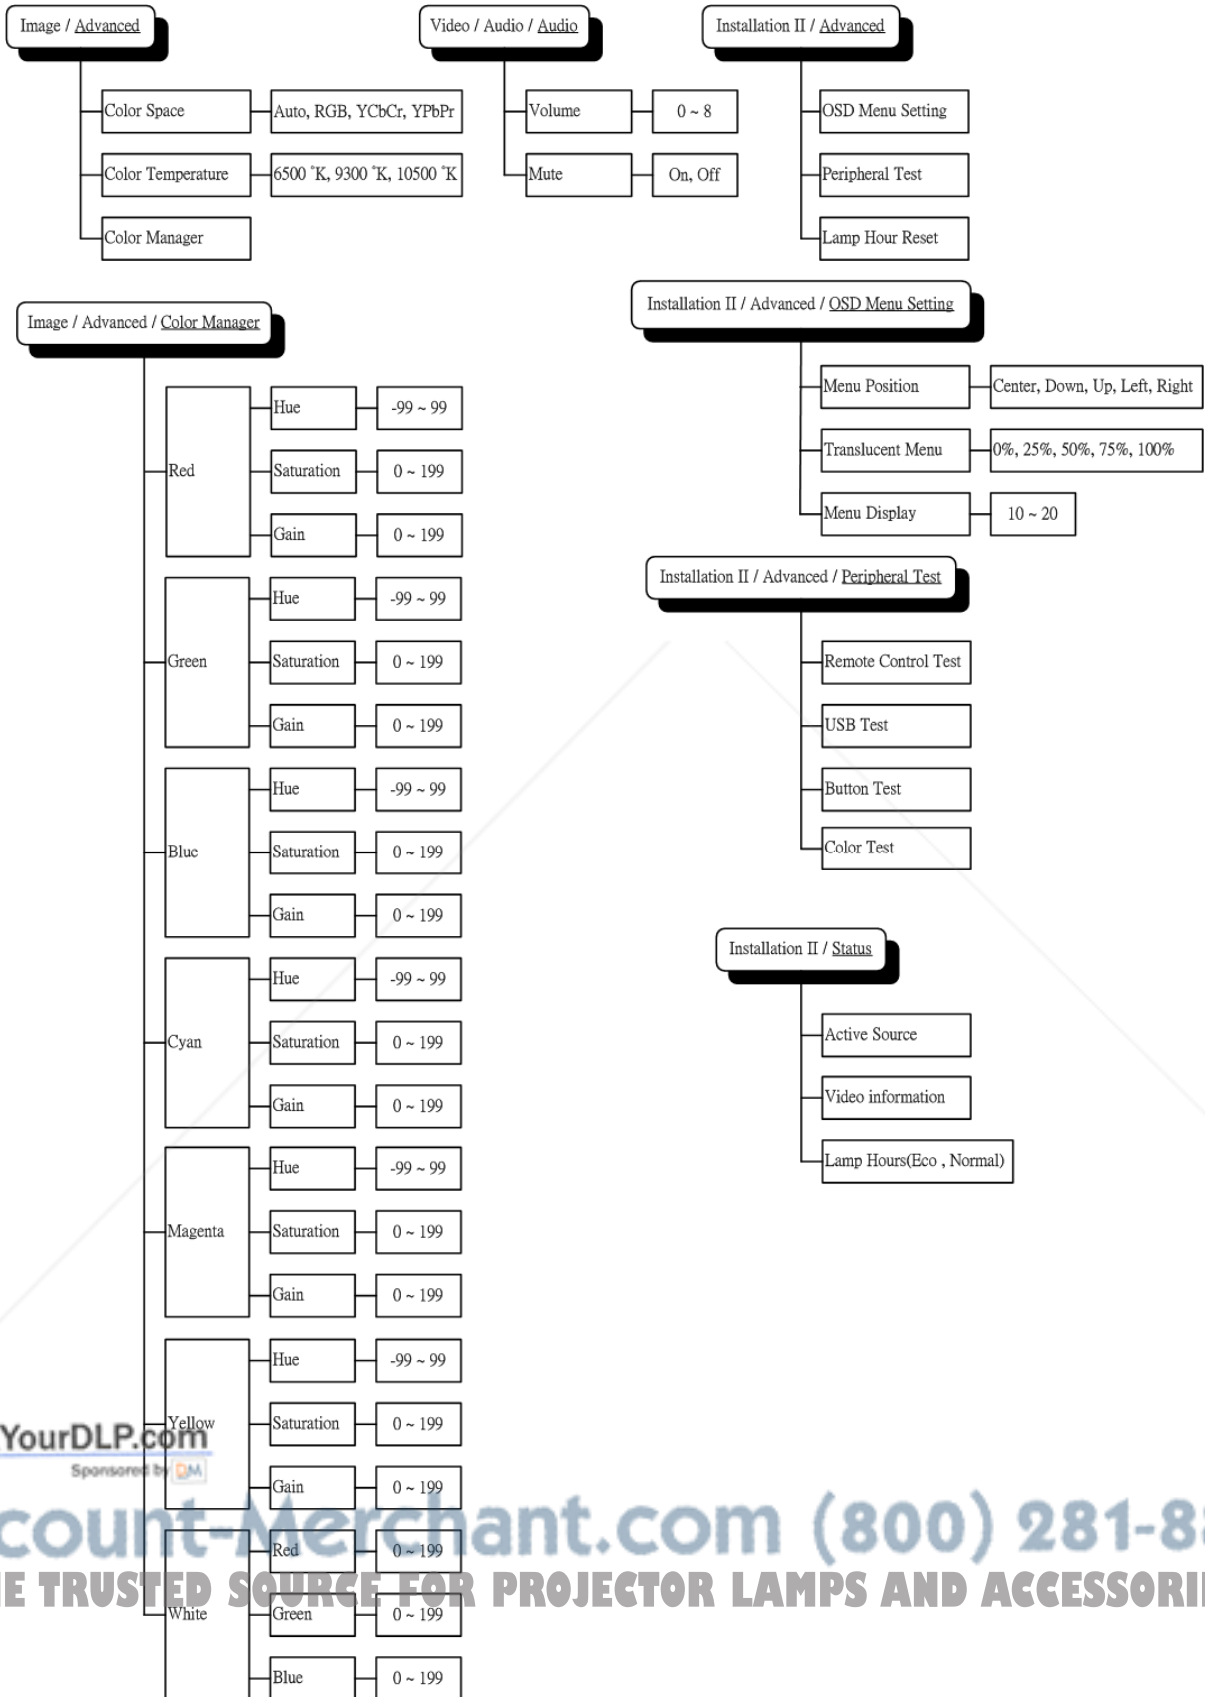 Image / Advanced
Color Space
Auto, RGB, YCbCr, YPbPr
Color Temperature
6500 °K, 9300 °K, 10500 °K
Color Manager
Video / Audio / Audio
Volume
0 ~ 8
Mute
On, Off
Installation II / Advanced
OSD Menu Setting
Peripheral Test
Lamp Hour Reset
Image / Advanced / Color Manager
Red
Hue
-99 ~ 99
Saturation
0 ~ 199
Gain
0 ~ 199
Green
Hue
-99 ~ 99
Saturation
0 ~ 199
Gain
0 ~ 199
Blue
Hue
-99 ~ 99
Saturation
0 ~ 199
Gain
0 ~ 199
Cyan
Hue
-99 ~ 99
Saturation
0 ~ 199
Gain
0 ~ 199
Magenta
Hue
-99 ~ 99
Saturation
0 ~ 199
Gain
0 ~ 199
Yellow
Hue
-99 ~ 99
Saturation
0 ~ 199
Gain
0 ~ 199
White
Red
0 ~ 199
Green
0 ~ 199
Blue
0 ~ 199
Installation II / Advanced / OSD Menu Setting
Menu Position
Center, Down, Up, Left, Right
Translucent Menu
0%, 25%, 50%, 75%, 100%
Menu Display
10 ~ 20
Installation II / Advanced / Peripheral Test
Remote Control Test
USB Test
Button Test
Color Test
Installation II / Status
Active Source
Video information
Lamp Hours(Eco , Normal)
YourDLP.com
Sponsored by DM
count-Merchant.com (800) 281-8
E TRUSTED SOURCE FOR PROJECTOR LAMPS AND ACCESSORI